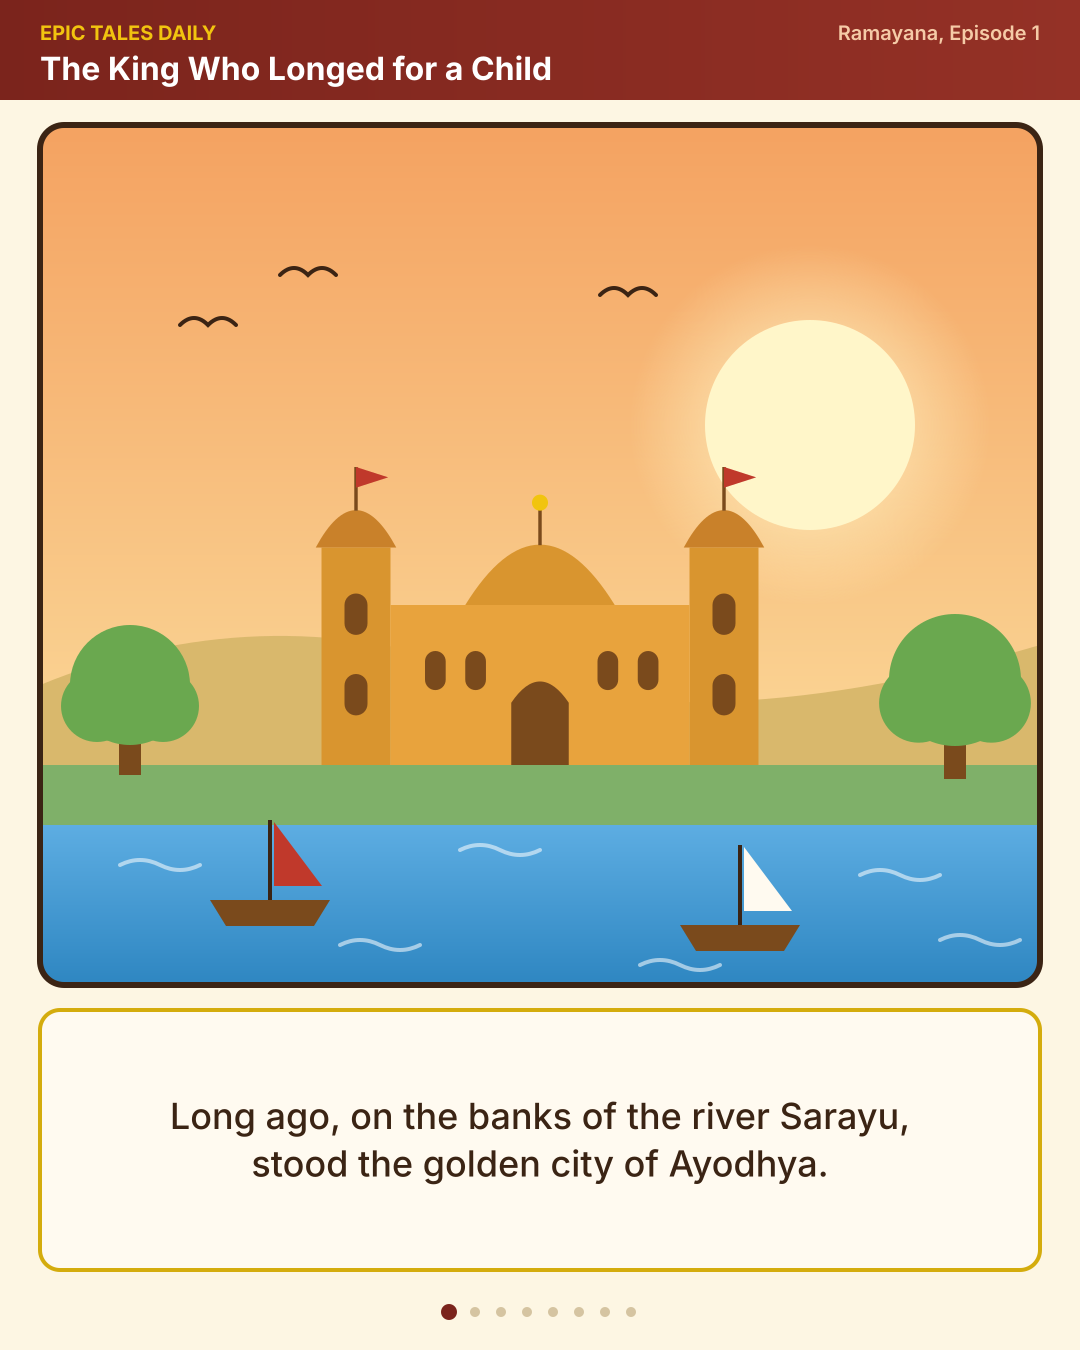 EPIC TALES DAILY
Ramayana, Episode 1
The King Who Longed for a Child
Long ago, on the banks of the river Sarayu,
stood the golden city of Ayodhya.